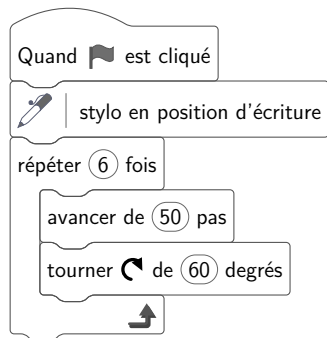 Quand est cliqué
stylo en position d'écriture
répéter 6 fois
avancer de 50 pas
tourner de 60 degrés